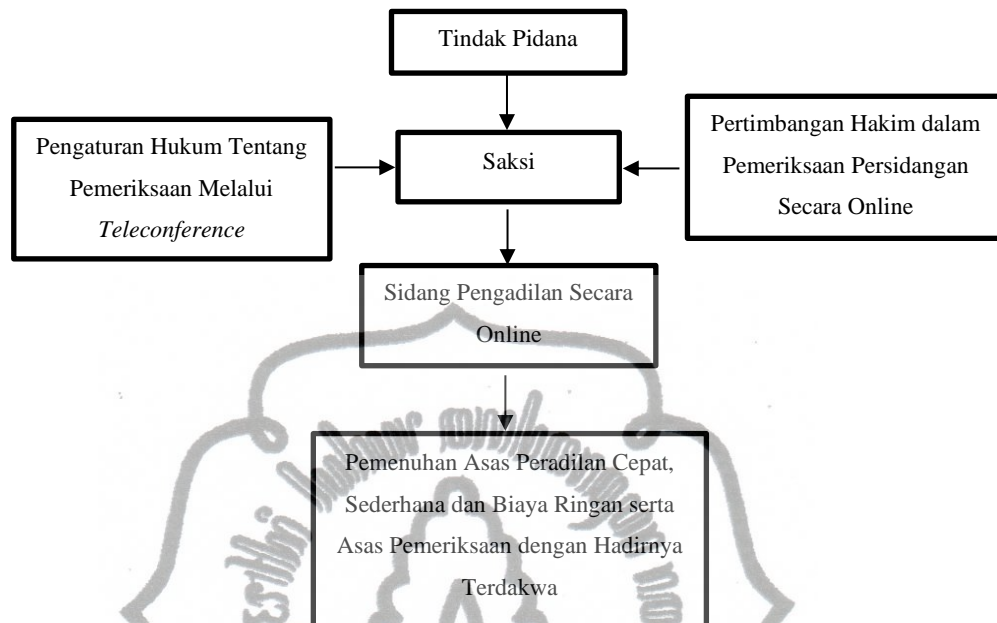 Tindak Pidana
Pengaturan Hukum Tentang
Pemeriksaan Melalui
Teleconference
Saksi
Pertimbangan Hakim dalam
Pemeriksaan Persidangan
Secara Online
Sidang Pengadilan Secara
Online
Pemenuhan Asas Peradilan Cepat,
Sederhana dan Biaya Ringan serta
Asas Pemeriksaan dengan Hadirnya
Terdakwa